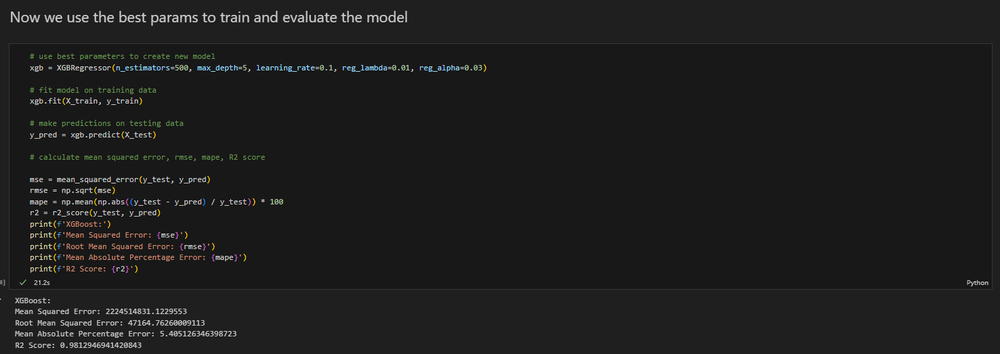 Now we use the best params to train and evaluate the model
# use best parameters to create new model
xgb = XGBRegressor(n_estimators=500, max_depth=5, learning_rate=0.1, reg_lambda=0.01, reg_alpha=0.03)
# fit model on training data
xgb.fit(X_train, y_train)
# make predictions on testing data
y_pred = xgb.predict(X_test)
# calculate mean squared error, rmse, mape, R2 score
mse = mean_squared_error(y_test, y_pred)
rmse = np.sqrt(mse)
mape = np.mean(np.abs((y_test - y_pred) / y_test)) * 100
r2 = r2_score(y_test, y_pred)
print(f'XGBoost:')
print(f'Mean Squared Error: {mse}')
print(f'Root Mean Squared Error: {rmse}')
print(f'Mean Absolute Percentage Error: {mape}')
print(f'R2 Score: {r2}')
8] ✓ 21.2s Python
XGBoost:
Mean Squared Error: 2224514831.1229553
Root Mean Squared Error: 47164.76260009113
Mean Absolute Percentage Error: 5.405126346398723
R2 Score: 0.9812946941420843